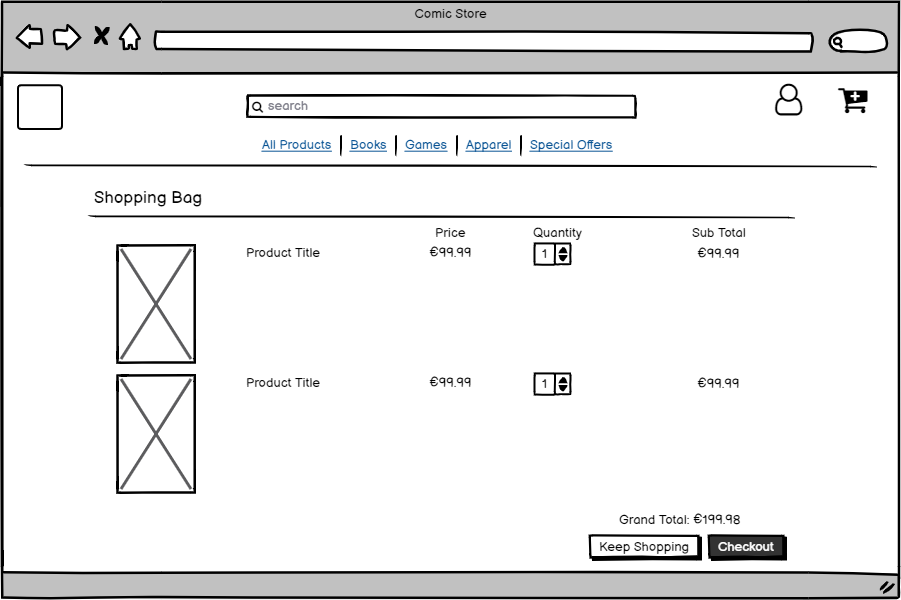 Comic Store
search
All Products Books Games Apparel Special Offers
Shopping Bag
Price Quantity Sub Total
Product Title €99.99 1 €99.99
Product Title €99.99 1 €99.99
Grand Total: €199.98
Keep Shopping Checkout